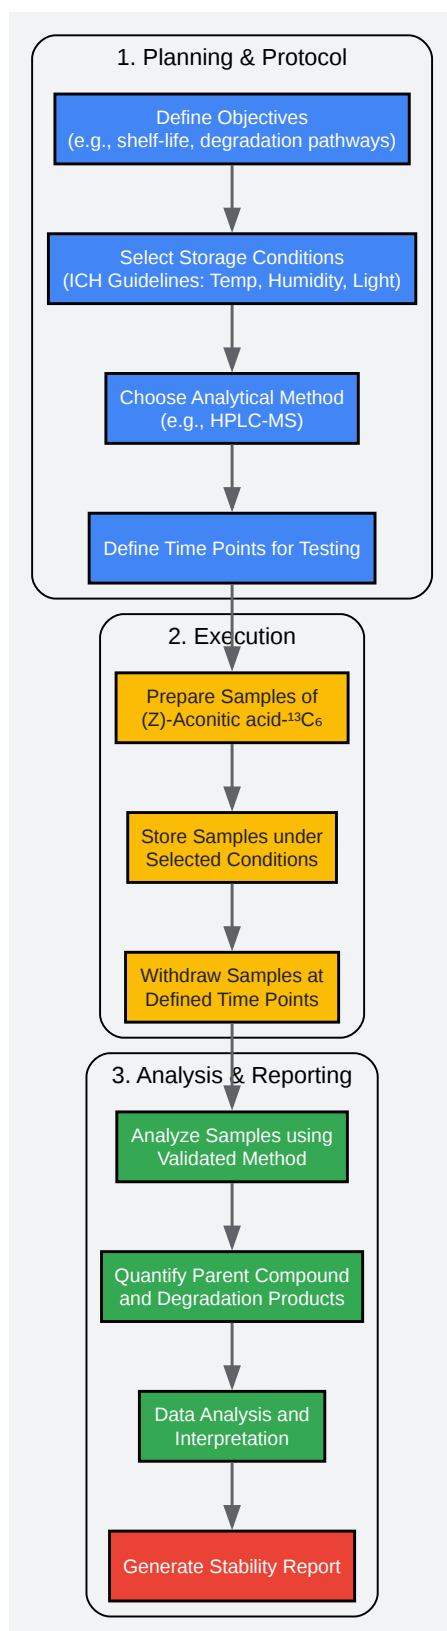 1. Planning & Protocol
Define Objectives
(e.g., shelf-life, degradation pathways)
Select Storage Conditions
(ICH Guidelines: Temp, Humidity, Light)
Choose Analytical Method
(e.g., HPLC-MS)
Define Time Points for Testing
2. Execution
Prepare Samples of
(Z)-Aconitic acid-¹³C₆
Store Samples under
Selected Conditions
Withdraw Samples at
Defined Time Points
3. Analysis & Reporting
Analyze Samples using
Validated Method
Quantify Parent Compound
and Degradation Products
Data Analysis and
Interpretation
Generate Stability Report